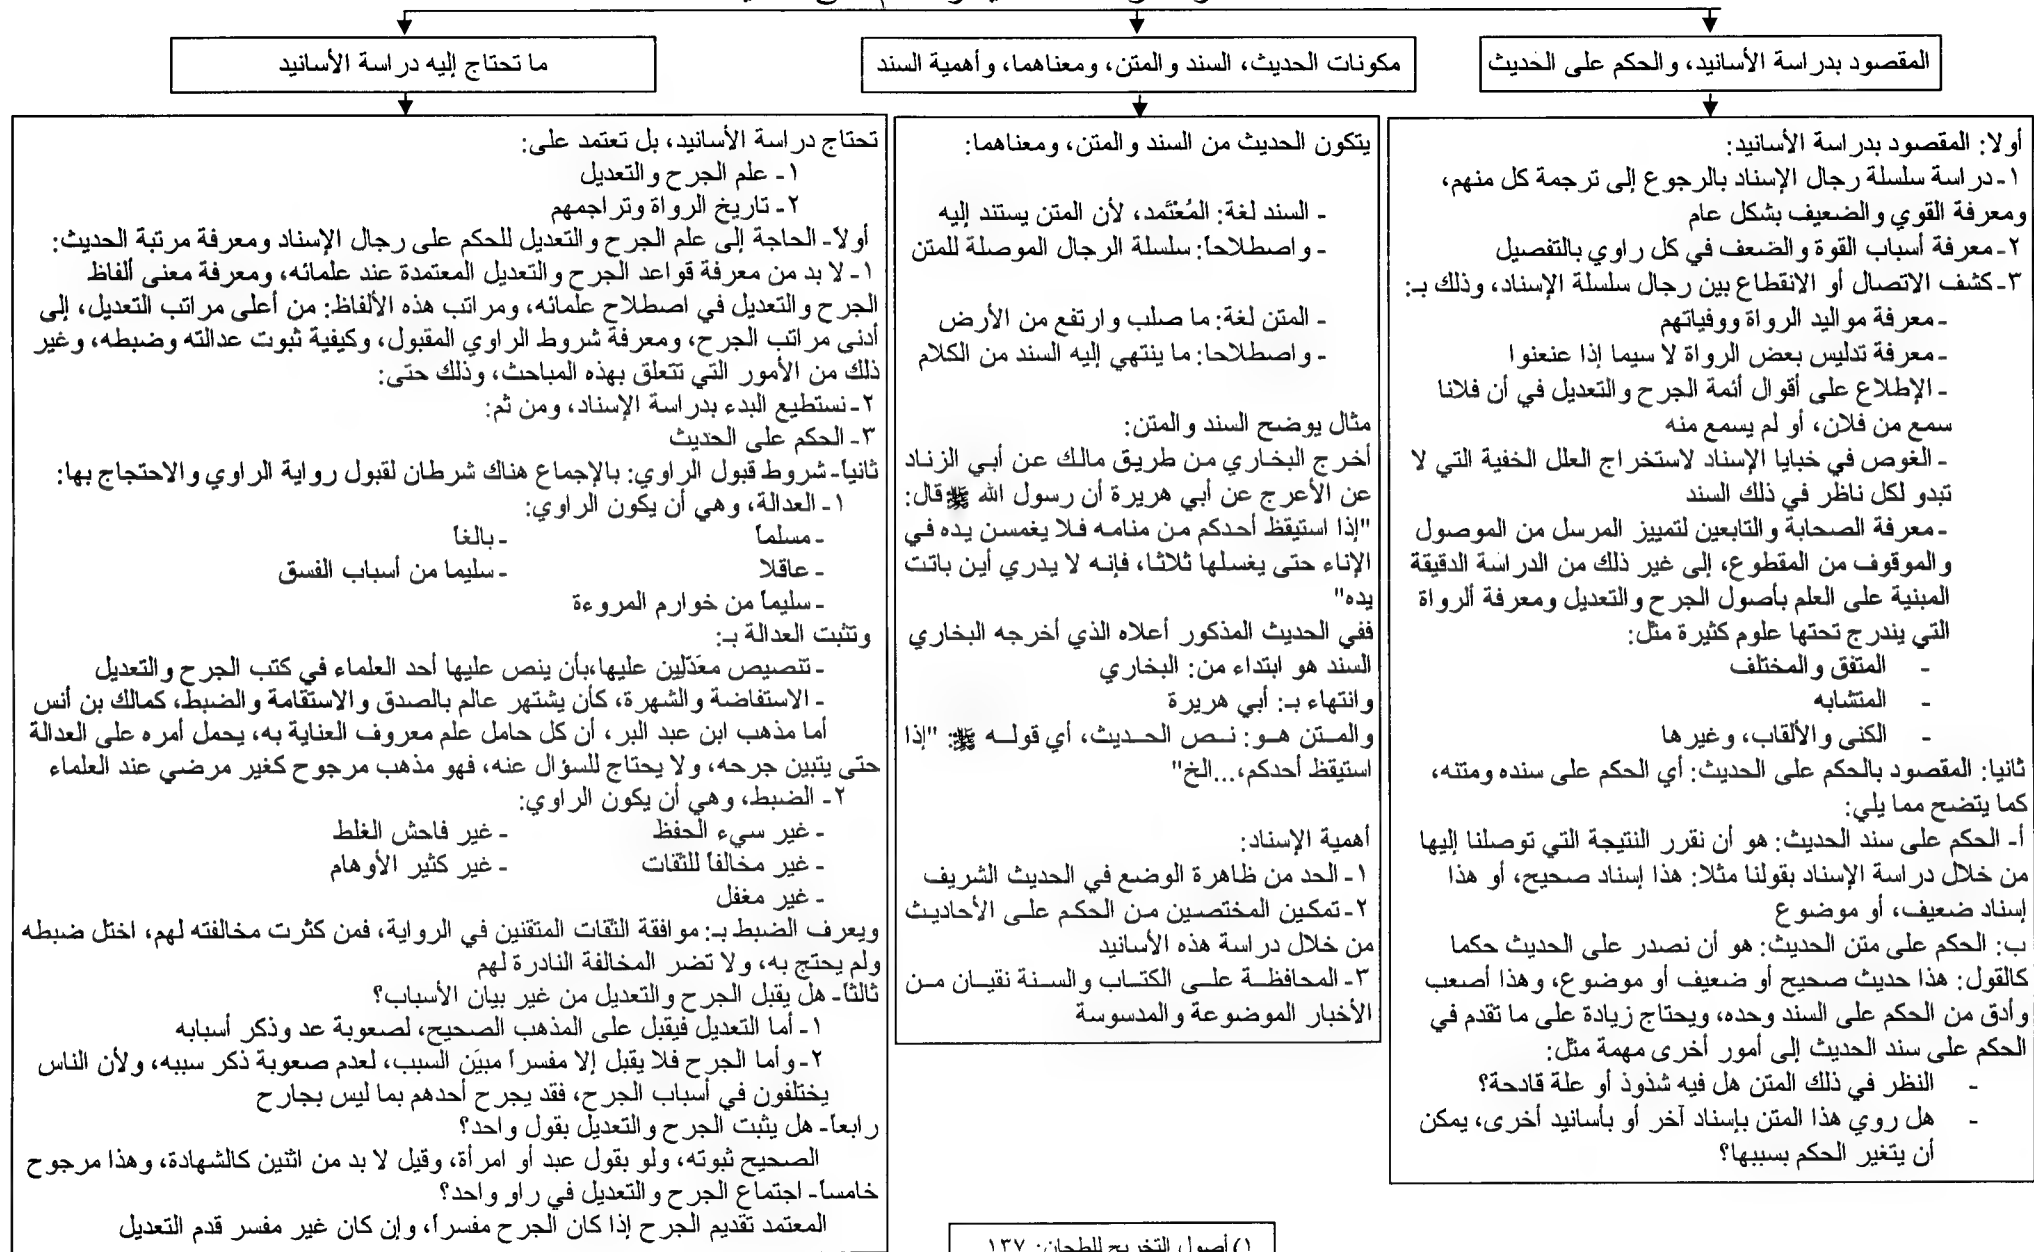 المقصود بدراسة الأسانيد، والحكم على الحديث
مكونات الحديث، السند والمتن، ومعناهما، وأهمية السند
ما تحتاج إليه دراسة الأسانيد
أولا: المقصود بدراسة الأسانيد:
١- دراسة سلسلة رجال الإسناد بالرجوع إلى ترجمة كل منهم،
ومعرفة القوي والضعيف بشكل عام
٢- معرفة أسباب القوة والضعف في كل راوي بالتفصيل
٣- كشف الاتصال أو الانقطاع بين رجال سلسلة الإسناد، وذلك بـ:
- معرفة مواليد الرواة ووفياتهم
- معرفة تدليس بعض الرواة لا سيما إذا عنعنوا
- الإطلاع على أقوال أئمة الجرح والتعديل في أن فلانا
سمع من فلان، أو لم يسمع منه
- الغوص في خبايا الإسناد لاستخراج العلل الخفية التي لا
تبدو لكل ناظر في ذلك السند
- معرفة الصحابة والتابعين لتمييز المرسل من الموصول
والموقوف من المقطوع، إلى غير ذلك من الدراسة الدقيقة
المبنية على العلم بأصول الجرح والتعديل ومعرفة ألرواة
التي يندرج تحتها علوم كثيرة مثل:
- المتفق والمختلف
- المتشابه
- الكنى والألقاب، وغيرها
ثانيا: المقصود بالحكم على الحديث: أي الحكم على سنده ومتنه،
كما يتضح مما يلي:
أ- الحكم على سند الحديث: هو أن نقرر النتيجة التي توصلنا إليها
من خلال دراسة الإسناد بقولنا مثلا: هذا إسناد صحيح، أو هذا
إسناد ضعيف، أو موضوع
ب: الحكم على متن الحديث: هو أن نصدر على الحديث حكما
كالقول: هذا حديث صحيح أو ضعيف أو موضوع، وهذا أصعب
وأدق من الحكم على السند وحده، ويحتاج زيادة على ما تقدم في
الحكم على سند الحديث إلى أمور أخرى مهمة مثل:
- النظر في ذلك المتن هل فيه شذوذ أو علة قادحة؟
- هل روي هذا المتن بإسناد آخر أو بأسانيد أخرى، يمكن
أن يتغير الحكم بسببها؟
يتكون الحديث من السند والمتن، ومعناهما:
- السند لغة: المُعْتَمد، لأن المتن يستند إليه
- واصطلاحاً: سلسلة الرجال الموصلة للمتن
- المتن لغة: ما صلب وارتفع من الأرض
- واصطلاحا: ما ينتهي إليه السند من الكلام
مثال يوضح السند والمتن:
أخرج البخاري من طريق مالك عن أبي الزناد
عن الأعرج عن أبي هريرة أن رسول الله ﷺ قال:
"إذا استيقظ أحدكم من منامه فلا يغمسن يده في
الإناء حتى يغسلها ثلاثا، فإنه لا يدري أين باتت
يده"
ففي الحديث المذكور أعلاه الذي أخرجه البخاري
السند هو ابتداء من: البخاري
وانتهاء بـ: أبي هريرة
والمتن هو: نص الحديث، أي قوله ﷺ: "إذا
استيقظ أحدكم،...الخ"
أهمية الإسناد:
١- الحد من ظاهرة الوضع في الحديث الشريف
٢- تمكين المختصين من الحكم على الأحاديث
من خلال دراسة هذه الأسانيد
٣- المحافظة على الكتاب والسنة نقيان من
الأخبار الموضوعة والمدسوسة
تحتاج دراسة الأسانيد، بل تعتمد على:
١- علم الجرح والتعديل
٢- تاريخ الرواة وتراجمهم
أولاً- الحاجة إلى علم الجرح والتعديل للحكم على رجال الإسناد ومعرفة مرتبة الحديث:
١- لا بد من معرفة قواعد الجرح والتعديل المعتمدة عند علمائه، ومعرفة معنى ألفاظ
الجرح والتعديل في اصطلاح علمائه، ومراتب هذه الألفاظ: من أعلى مراتب التعديل، إلى
أدنى مراتب الجرح، ومعرفة شروط الراوي المقبول، وكيفية ثبوت عدالته وضبطه، وغير
ذلك من الأمور التي تتعلق بهذه المباحث، وذلك حتى:
٢- نستطيع البدء بدراسة الإسناد، ومن ثم:
٣- الحكم على الحديث
ثانياً- شروط قبول الراوي: بالإجماع هناك شرطان لقبول رواية الراوي والاحتجاج بها:
١- العدالة، وهي أن يكون الراوي:
- مسلماً - بالغاً
- عاقلا - سليما من أسباب الفسق
- سليماً من خوارم المروءة
وتثبت العدالة بـ:
- تنصيص معدّلين عليها،بأن ينص عليها أحد العلماء في كتب الجرح والتعديل
- الاستفاضة والشهرة، كأن يشتهر عالم بالصدق والاستقامة والضبط، كمالك بن أنس
أما مذهب ابن عبد البر، أن كل حامل علم معروف العناية به، يحمل أمره على العدالة
حتى يتبين جرحه، ولا يحتاج للسؤال عنه، فهو مذهب مرجوح كغير مرضي عند العلماء
٢- الضبط، وهي أن يكون الراوي:
- غير سيء الحفظ - غير فاحش الغلط
- غير مخالفاً للثقات - غير كثير الأوهام
- غير مغفل
ويعرف الضبط بـ: موافقة الثقات المتقنين في الرواية، فمن كثرت مخالفته لهم، اختل ضبطه
ولم يحتج به، ولا تضر المخالفة النادرة لهم
ثالثاً- هل يقبل الجرح والتعديل من غير بيان الأسباب؟
١- أما التعديل فيقبل على المذهب الصحيح، لصعوبة عد وذكر أسبابه
٢- وأما الجرح فلا يقبل إلا مفسراً مبيَن السبب، لعدم صعوبة ذكر سببه، ولأن الناس
يختلفون في أسباب الجرح، فقد يجرح أحدهم بما ليس بجارح
رابعاً- هل يثبت الجرح والتعديل بقول واحد؟
الصحيح ثبوته، ولو بقول عبد أو امرأة، وقيل لا بد من اثنين كالشهادة، وهذا مرجوح
خامساً- اجتماع الجرح والتعديل في راوٍ واحد؟
المعتمد تقديم الجرح إذا كان الجرح مفسراً، وإن كان غير مفسر قدم التعديل
١) أصول التخريج للطحان: ١٣٧